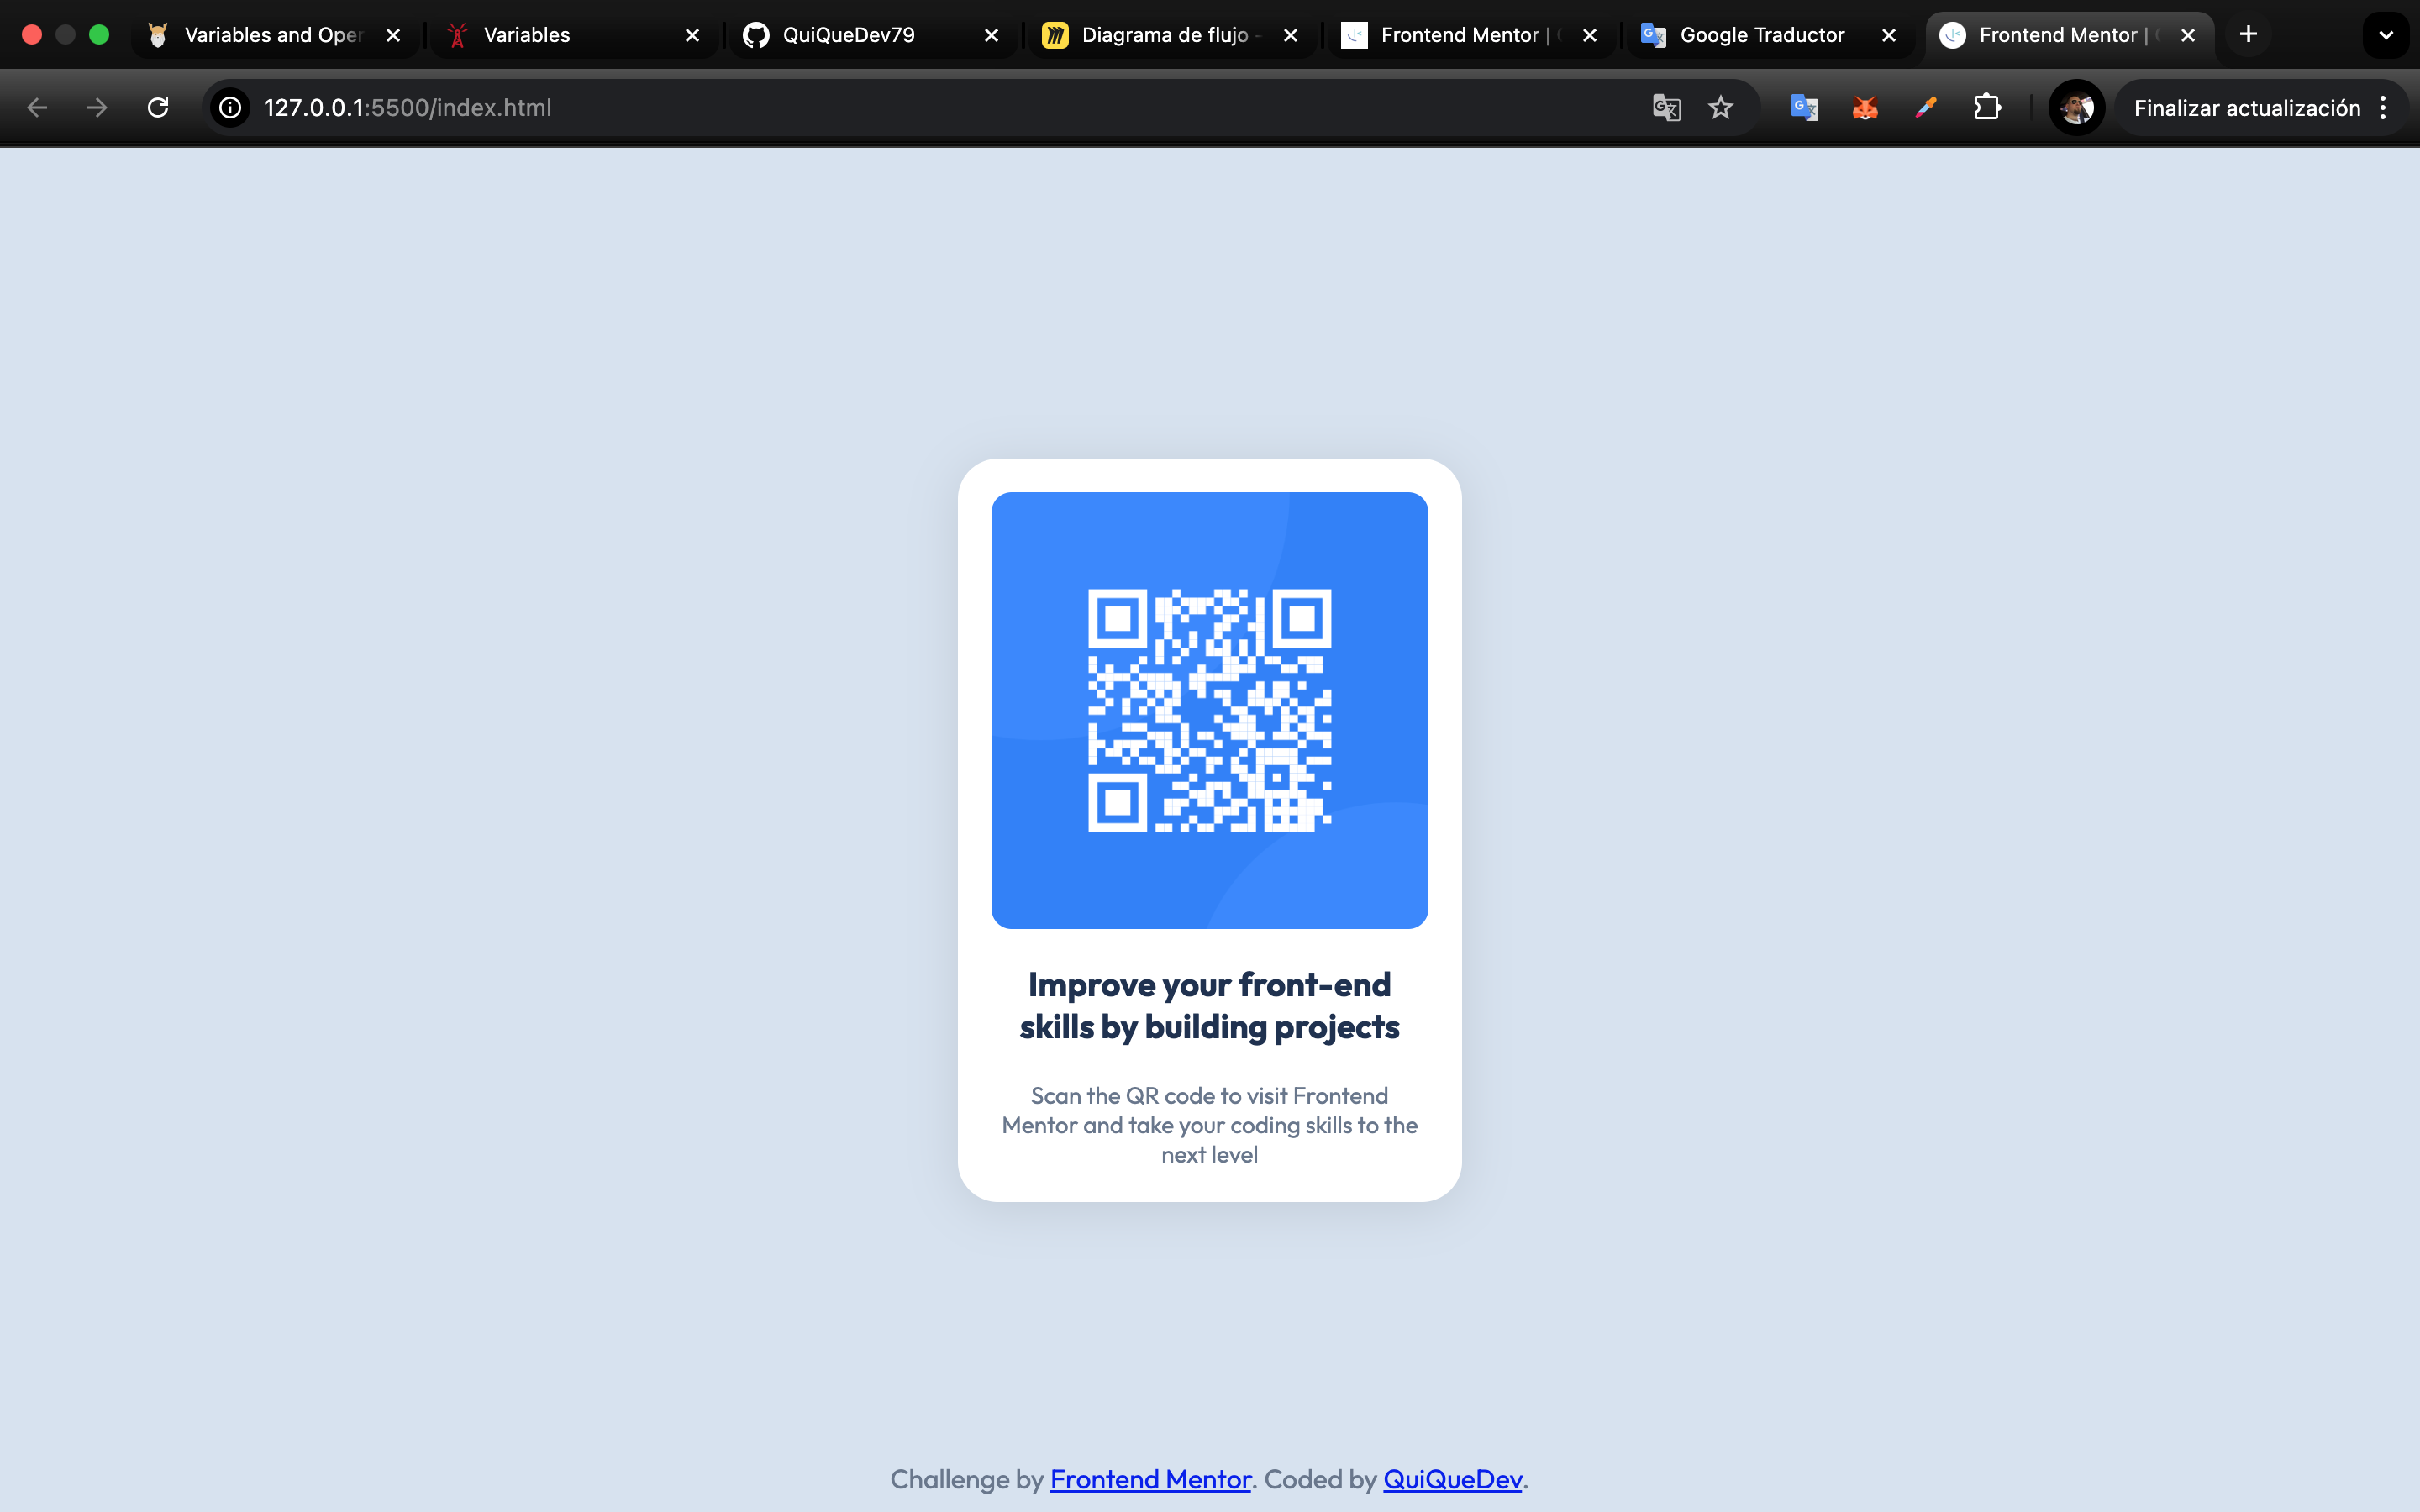 Variables and Oper
Variables
QuiQueDev79
Diagrama de flujo -
Frontend Mentor |
Google Traductor
Frontend Mentor |
127.0.0.1:5500/index.html
Finalizar actualización
Improve your front-end
skills by building projects
Scan the QR code to visit Frontend
Mentor and take your coding skills to the
next level
Challenge by Frontend Mentor. Coded by QuiQueDev.